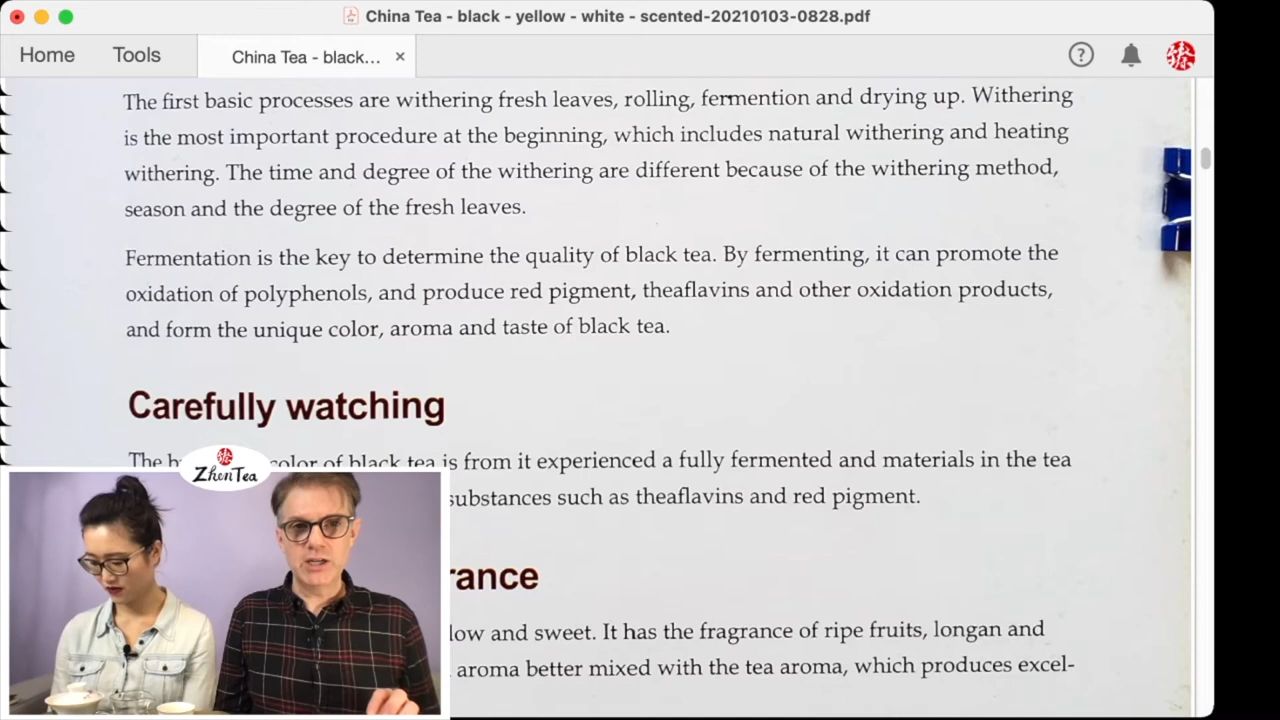 China Tea - black - yellow - white - scented-20210103-0828.pdf
Home Tools China Tea - black...
The first basic processes are withering fresh leaves, rolling, fermention and drying up. Withering
is the most important procedure at the beginning, which includes natural withering and heating
withering. The time and degree of the withering are different because of the withering method,
season and the degree of the fresh leaves.
Fermentation is the key to determine the quality of black tea. By fermenting, it can promote the
oxidation of polyphenols, and produce red pigment, theaflavins and other oxidation products,
and form the unique color, aroma and taste of black tea.
Carefully watching
The color of black tea is from it experienced a fully fermented and materials in the tea
substances such as theaflavins and red pigment.
ZhenTea
low and sweet. It has the fragrance of ripe fruits, longan and
aroma better mixed with the tea aroma, which produces excel-